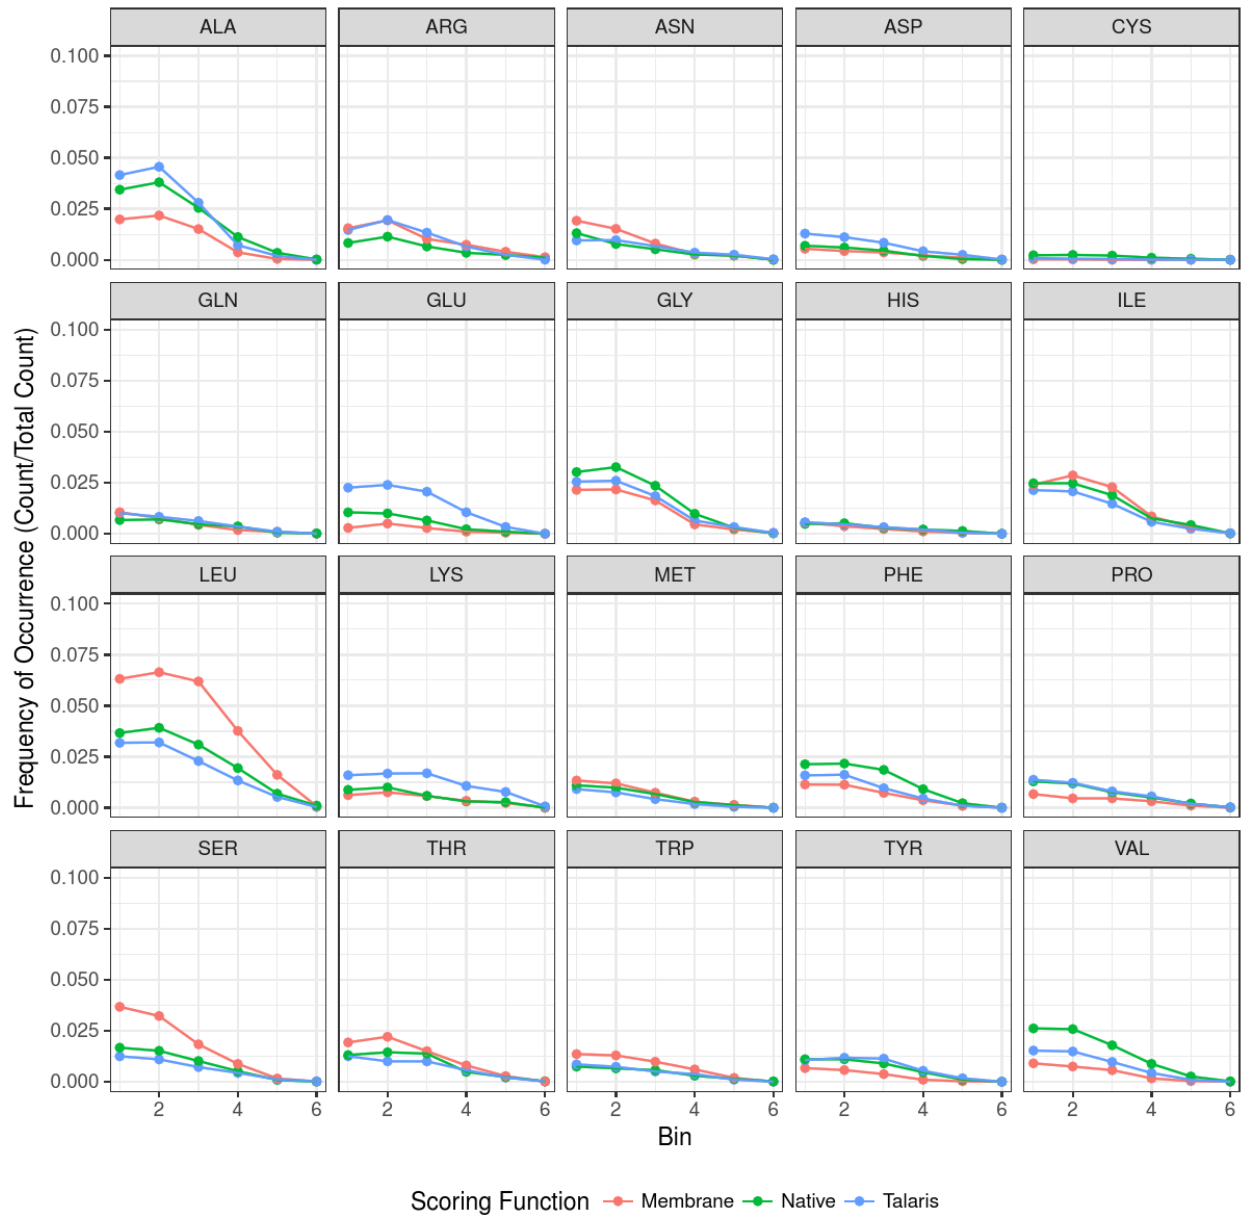 ALA ARG ASN ASP CYS
0.100
0.075
0.050
0.025
0.000
GLN GLU GLY HIS ILE
0.100
0.075
0.050
0.025
0.000
LEU LYS MET PHE PRO
0.100
0.075
0.050
0.025
0.000
SER THR TRP TYR VAL
0.100
0.075
0.050
0.025
0.000
2 4 6 2 4 6 2 4 6 2 4 6 2 4 6
Frequency of Occurrence (Count/Total Count)
Bin
Scoring Function Membrane Native Talaris